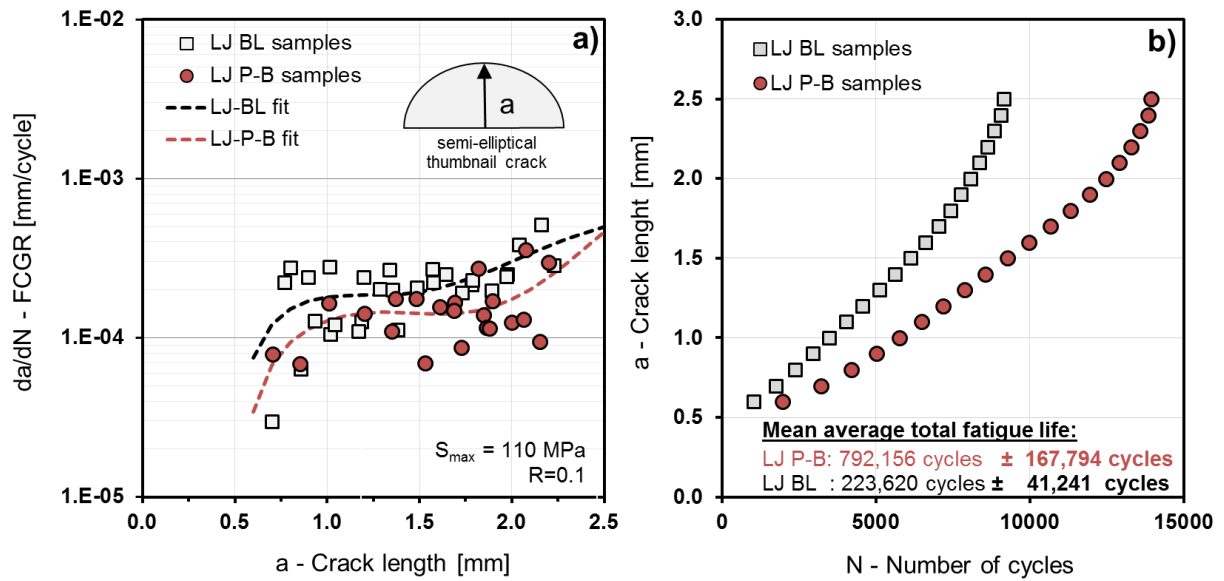 a)
LJ BL samples
LJ P-B samples
LJ-BL fit
LJ-P-B fit
a
semi-elliptical
thumbnail crack
1.E-02
1.E-03
1.E-04
1.E-05
da/dN - FCGR [mm/cycle]
Smax = 110 MPa
R=0.1
0.0 0.5 1.0 1.5 2.0 2.5
a - Crack length [mm]
b)
LJ BL samples
LJ P-B samples
3.0
2.5
2.0
1.5
1.0
0.5
0.0
a - Crack lenght [mm]
Mean average total fatigue life:
LJ P-B: 792,156 cycles ± 167,794 cycles
LJ BL : 223,620 cycles ± 41,241 cycles
0 5000 10000 15000
N - Number of cycles